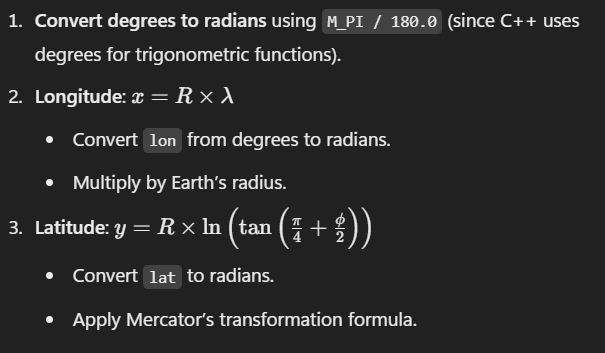 1. Convert degrees to radians using M_PI / 180.0 (since C++ uses
degrees for trigonometric functions).
2. Longitude: x = R × λ
• Convert lon from degrees to radians.
• Multiply by Earth's radius.
3. Latitude: y = R × ln(tan(π/4 + ϕ/2))
• Convert lat to radians.
• Apply Mercator's transformation formula.